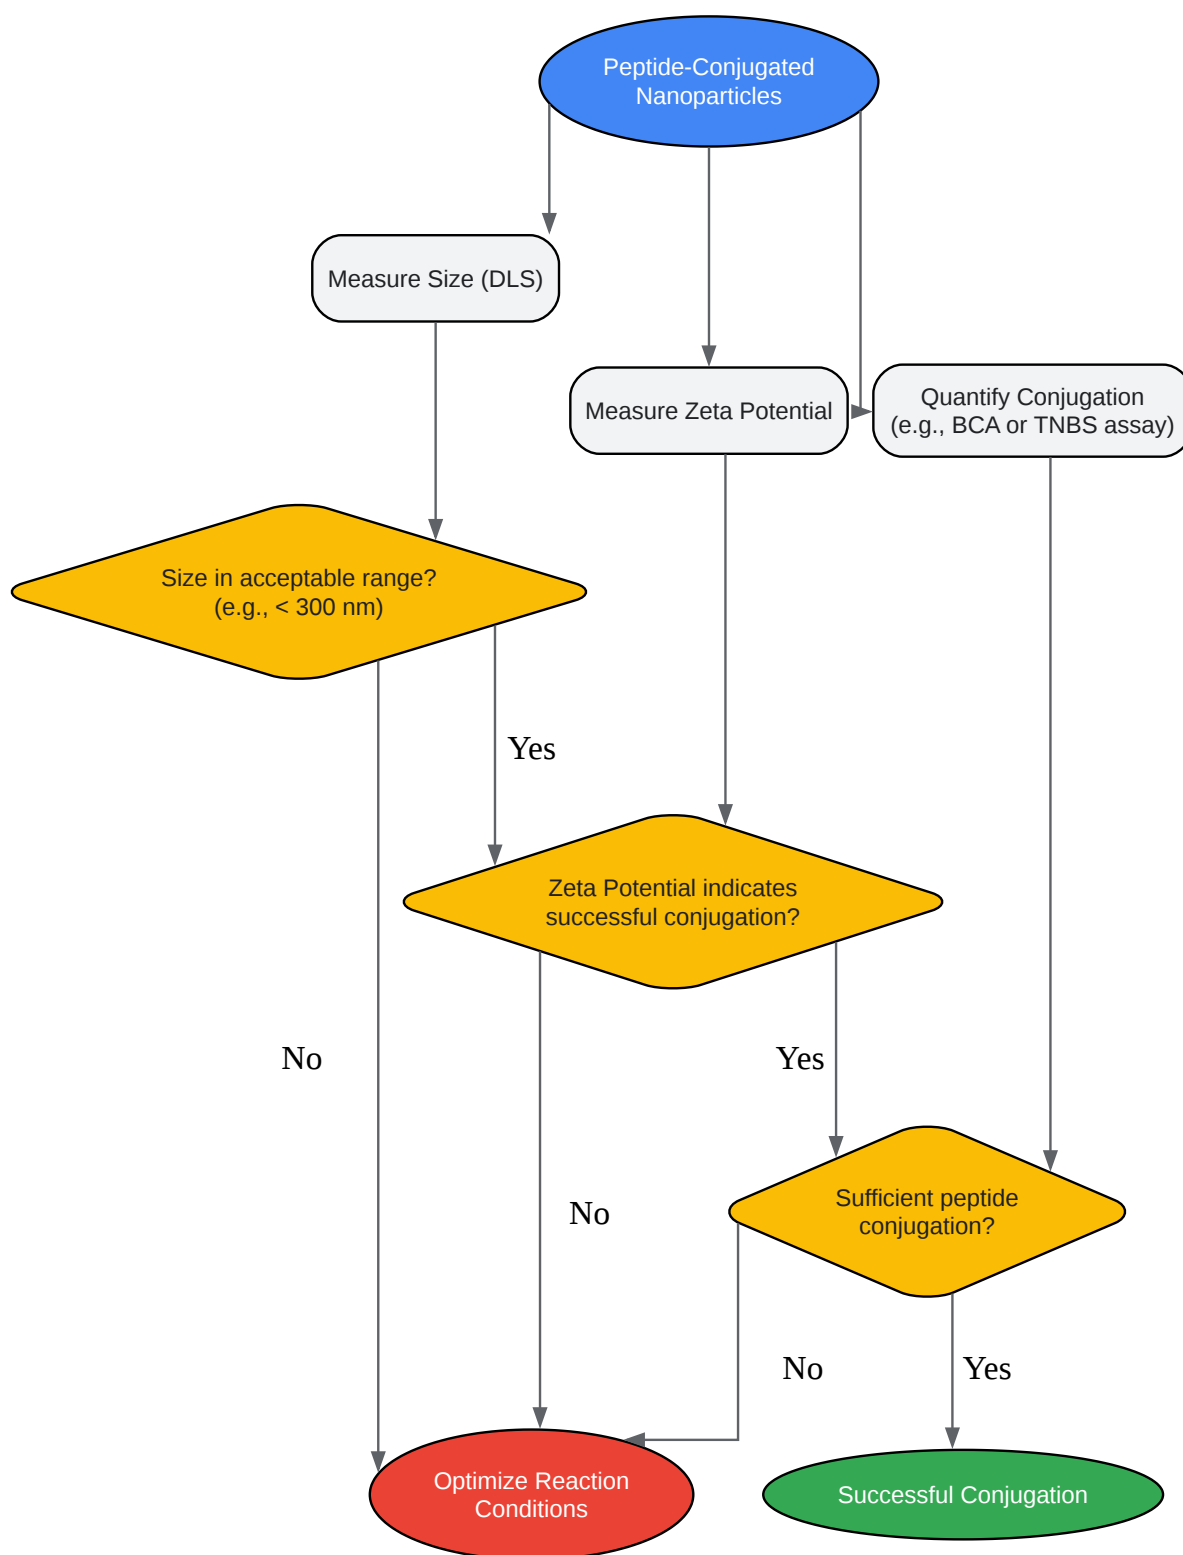 Peptide-Conjugated
Nanoparticles
Measure Size (DLS)
Measure Zeta Potential
Quantify Conjugation
(e.g., BCA or TNBS assay)
Size in acceptable range?
(e.g., < 300 nm)
Yes
Zeta Potential indicates
successful conjugation?
No
Yes
Sufficient peptide
conjugation?
No
No
Yes
Optimize Reaction
Conditions
Successful Conjugation